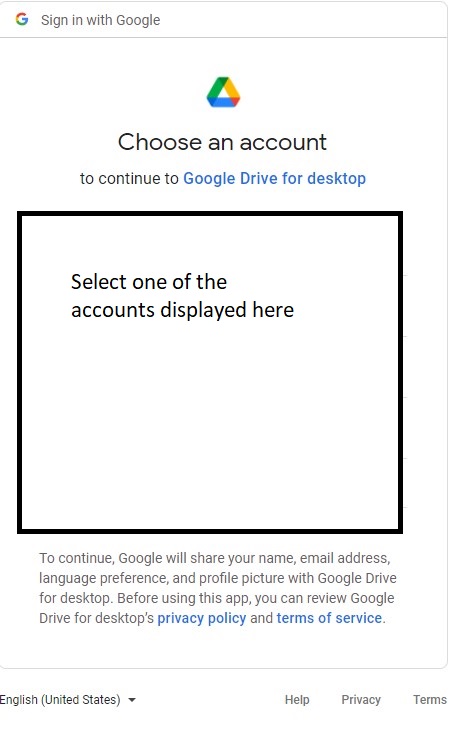 Sign in with Google
Choose an account
to continue to Google Drive for desktop
Select one of the
accounts displayed here
To continue, Google will share your name, email address,
language preference, and profile picture with Google Drive
for desktop. Before using this app, you can review Google
Drive for desktop's privacy policy and terms of service.
English (United States) Help Privacy Terms